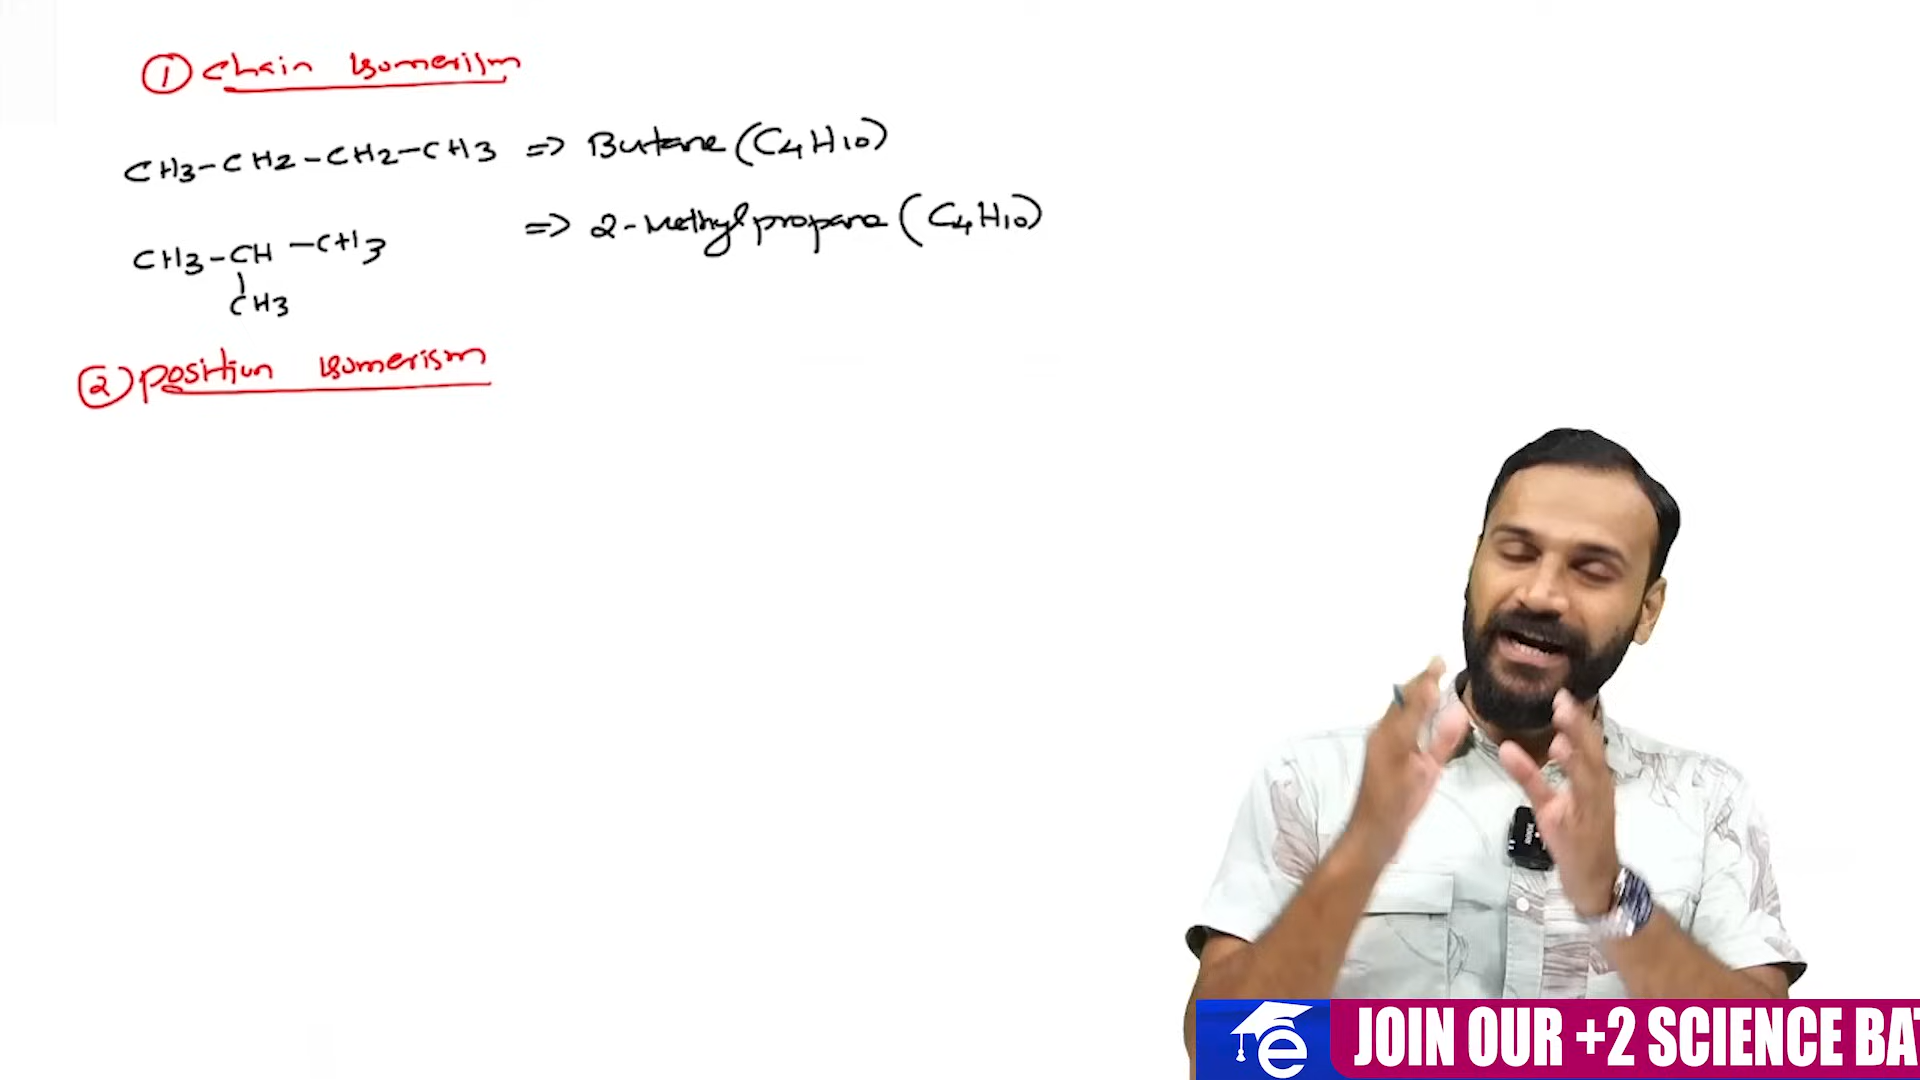 ① Chain isomerism
CH3-CH2-CH2-CH3 => Butane (C4H10)
CH3-CH-CH3 => 2-Methylpropane (C4H10)
|
CH3
② Position isomerism
e JOIN OUR +2 SCIENCE BAT